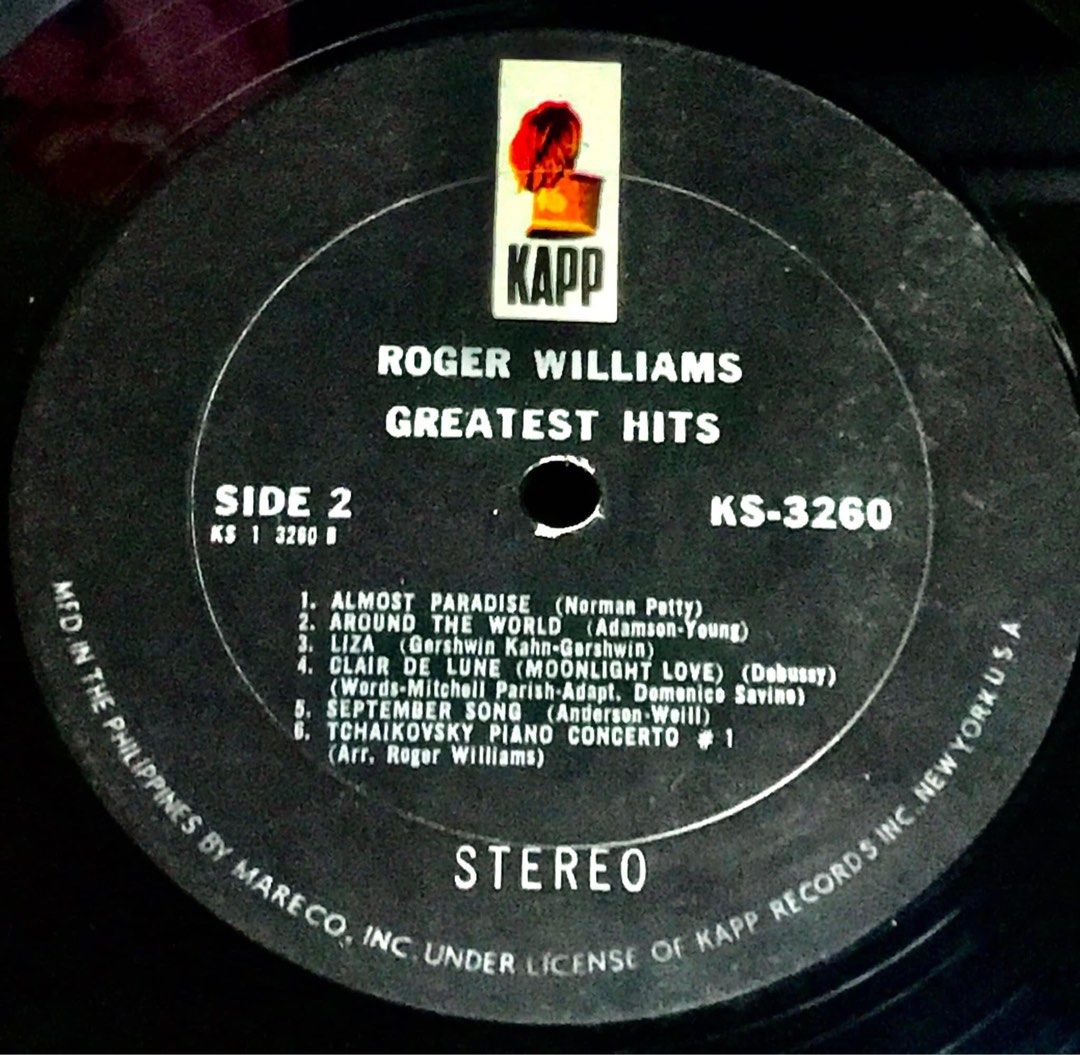 KAPP
ROGER WILLIAMS
GREATEST HITS
SIDE 2
KS 1 3260 B
KS-3260
1. ALMOST PARADISE (Norman Petty)
2. AROUND THE WORLD (Adamson-Young)
3. LIZA (Gershwin Kahn-Gershwin)
4. CLAIR DE LUNE (MOONLIGHT LOVE) (Debussy)
(Words-Mitchell Parish-Adapt. Domenico Savino)
5. SEPTEMBER SONG (Anderson-Weill)
6. TCHAIKOVSKY PIANO CONCERTO # 1
(Arr. Roger Williams)
STEREO
MFD IN THE PHILIPPINES BY MARECO, INC. UNDER LICENSE OF KAPP RECORDS INC. NEW YORK U S A